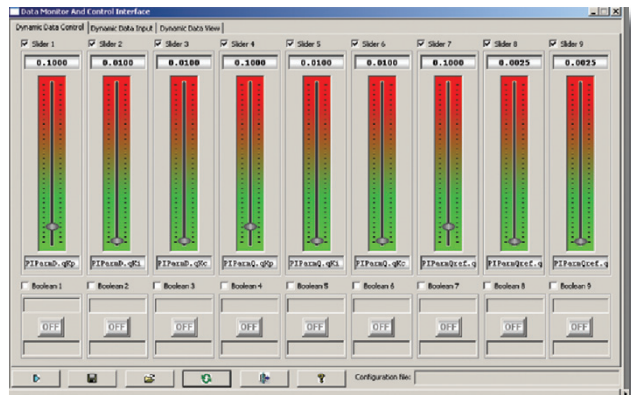 Data Monitor And Control Interface
Dynamic Data Control Dynamic Data Input Dynamic Data View
Slider 1 Slider 2 Slider 3 Slider 4 Slider 5 Slider 6 Slider 7 Slider 8 Slider 9
0.1000 0.0100 0.0100 0.1000 0.0100 0.0100 0.1000 0.0025 0.0025
PIParmD.qKp PIParmD.qKi PIParmD.qKc PIParmQ.qKp PIParmQ.qKi PIParmQ.qKc PIParmQref.q PIParmQref.q PIParmQref.q
Boolean 1 Boolean 2 Boolean 3 Boolean 4 Boolean 5 Boolean 6 Boolean 7 Boolean 8 Boolean 9
OFF OFF OFF OFF OFF OFF OFF OFF OFF
Configuration file: